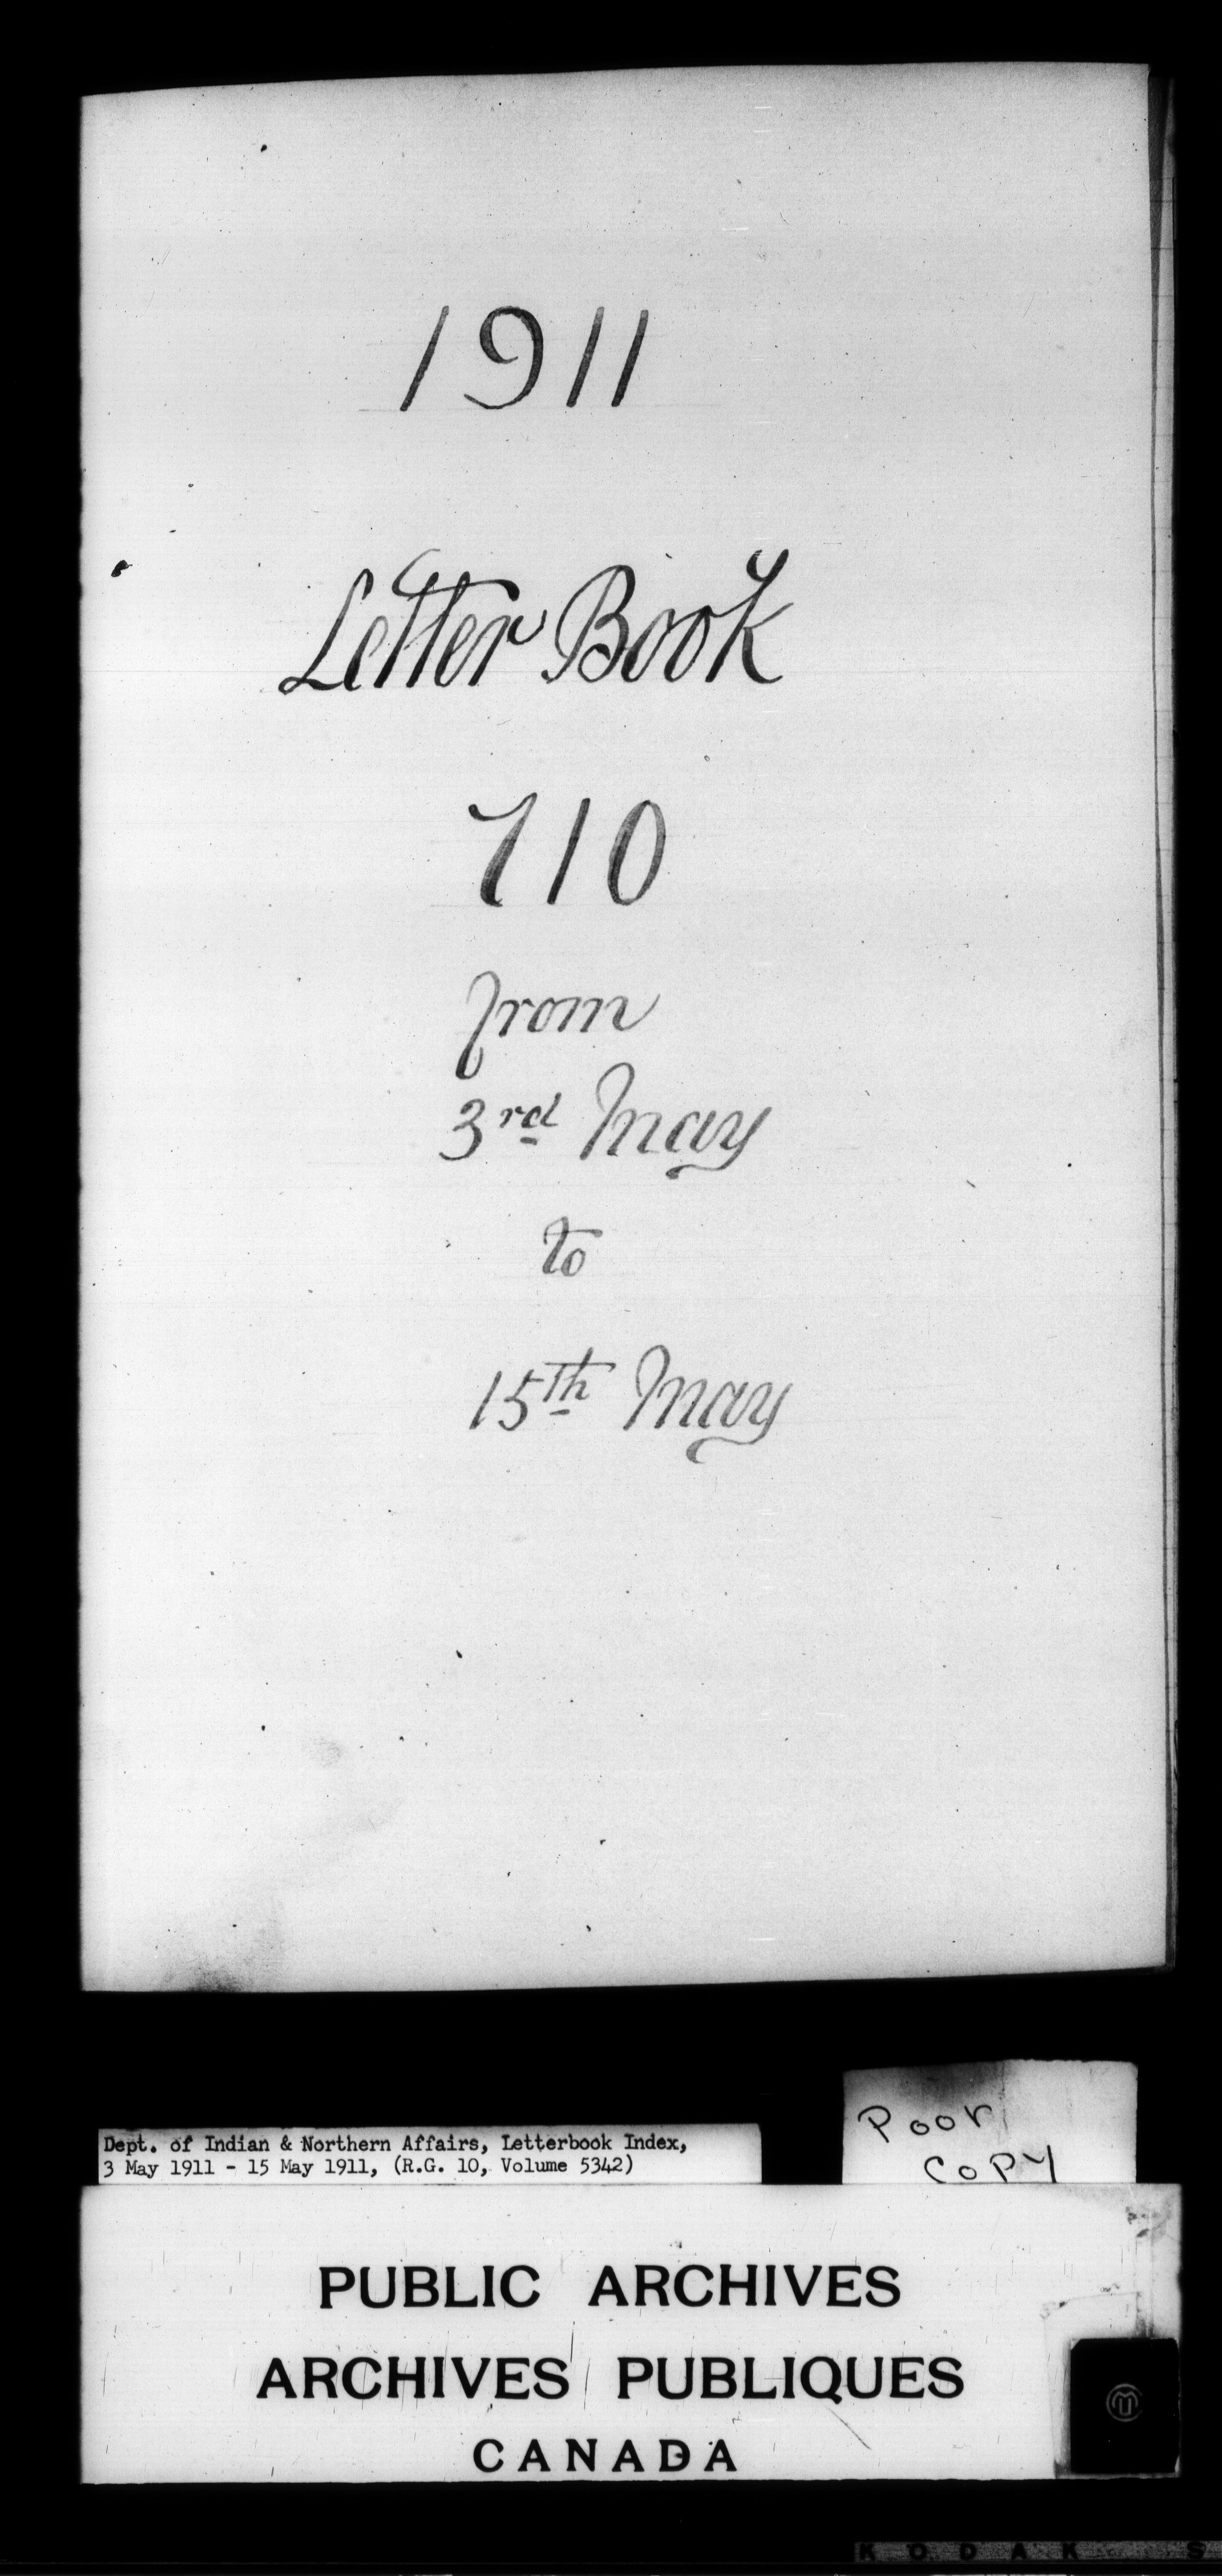 1911
Letter Book
710
from
3rd May
to
15th May
Poor
Copy
Dept. of Indian & Northern Affairs, Letterbook Index,
3 May 1911 - 15 May 1911, (R.G. 10, Volume 5342)
PUBLIC ARCHIVES
ARCHIVES PUBLIQUES
CANADA
KODAK S